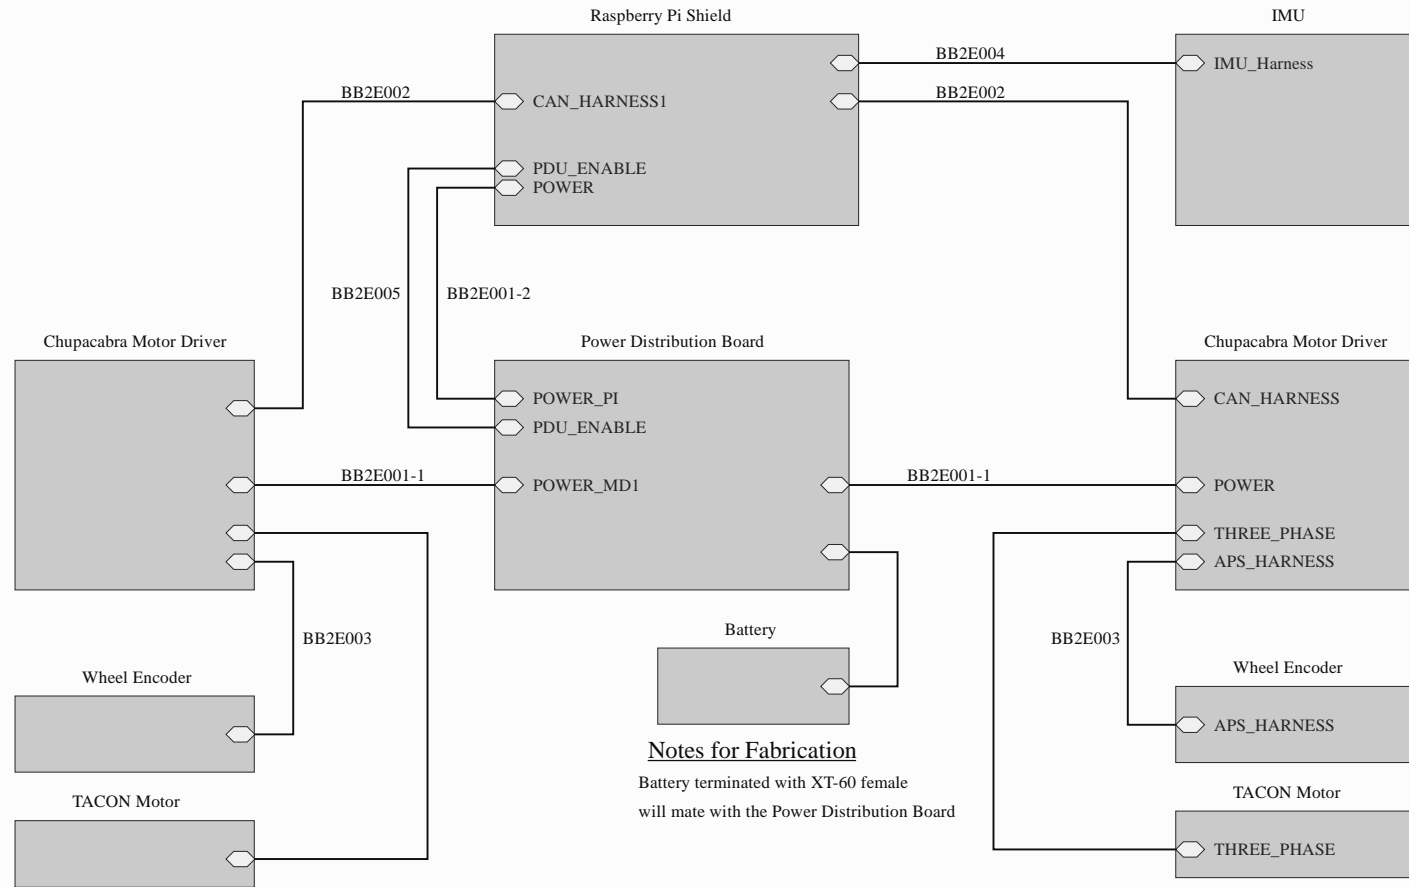 Raspberry Pi Shield
IMU
BB2E004
IMU_Harness
BB2E002
CAN_HARNESS1
BB2E002
PDU_ENABLE
POWER
BB2E005
BB2E001-2
Chupacabra Motor Driver
Power Distribution Board
Chupacabra Motor Driver
POWER_PI
CAN_HARNESS
PDU_ENABLE
BB2E001-1
POWER_MD1
BB2E001-1
POWER
THREE_PHASE
APS_HARNESS
BB2E003
Battery
BB2E003
Wheel Encoder
Wheel Encoder
APS_HARNESS
Notes for Fabrication
Battery terminated with XT-60 female
will mate with the Power Distribution Board
TACON Motor
TACON Motor
THREE_PHASE